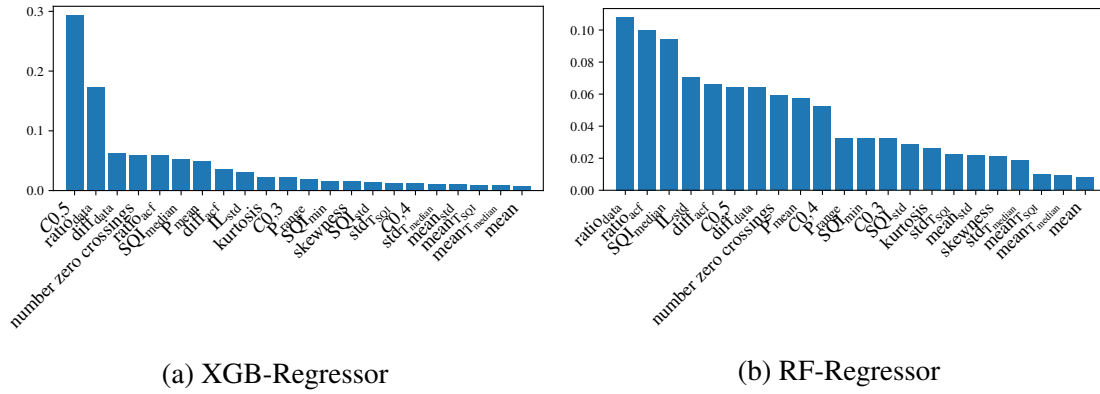 0.3
0.2
0.1
0.0
C0,5
ratio_data
diff_data
number zero crossings
ratio_acf
SQI_median
P_mean
diff_acf
IL_std
kurtosis
C0,3
P_range
SQI_min
skewness
SQI_std
std_T_SQI
C0,4
std_T_median
mean_std
mean_T_SQI
mean_T_median
mean
(a) XGB-Regressor
0.10
0.08
0.06
0.04
0.02
0.00
ratio_data
ratio_acf
SQI_median
IL_std
diff_acf
C0,5
diff_data
number zero crossings
P_mean
C0,4
P_range
SQI_min
C0,3
SQI_std
kurtosis
std_T_SQI
mean_std
skewness
std_T_median
mean_T_SQI
mean_T_median
mean
(b) RF-Regressor